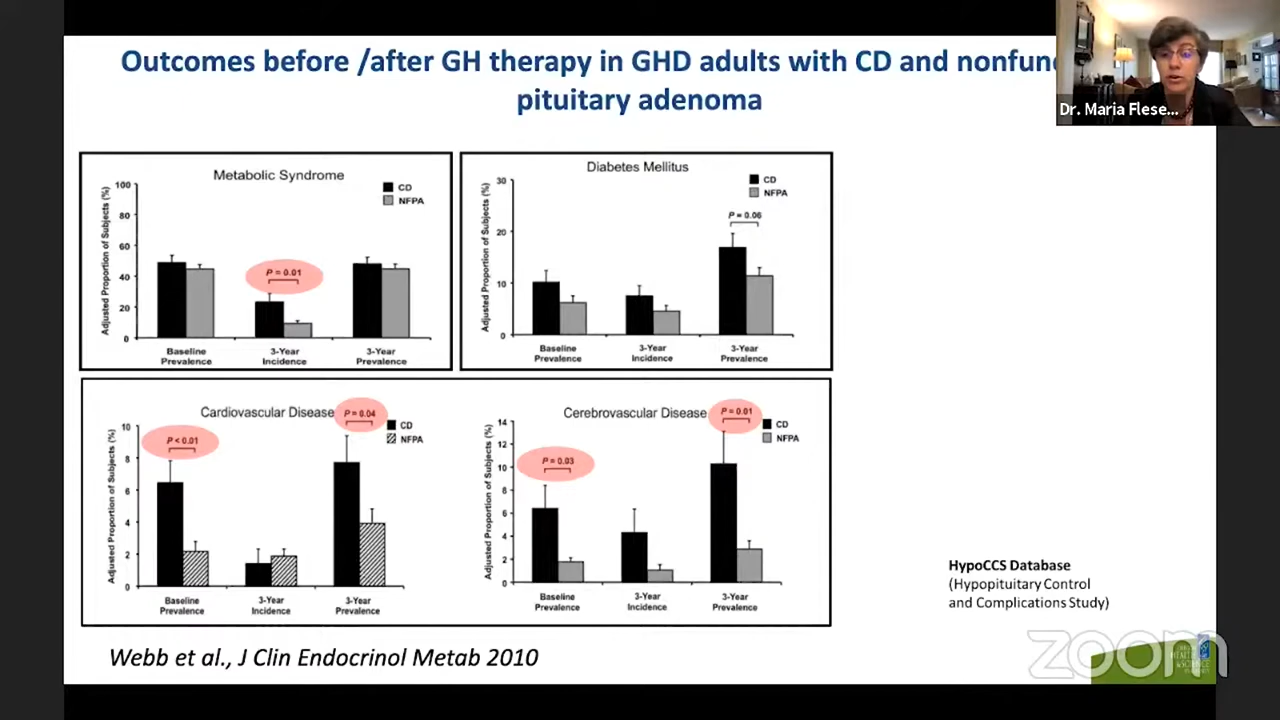 Outcomes before /after GH therapy in GHD adults with CD and nonfunc
pituitary adenoma
Dr. Maria Flese...
Metabolic Syndrome
CD
NFPA
Adjusted Proportion of Subjects (%)
100
80
60
40
20
0
P = 0.01
Baseline
Prevalence
3-Year
Incidence
3-Year
Prevalence
Diabetes Mellitus
CD
NFPA
Adjusted Proportion of Subjects (%)
30
20
10
0
P = 0.06
Baseline
Prevalence
3-Year
Incidence
3-Year
Prevalence
Cardiovascular Disease
CD
NFPA
Adjusted Proportion of Subjects (%)
10
8
6
4
2
0
P < 0.01
P = 0.04
Baseline
Prevalence
3-Year
Incidence
3-Year
Prevalence
Cerebrovascular Disease
CD
NFPA
Adjusted Proportion of Subjects (%)
14
12
10
8
6
4
2
0
P = 0.03
P = 0.01
Baseline
Prevalence
3-Year
Incidence
3-Year
Prevalence
HypoCCS Database
(Hypopituitary Control
and Complications Study)
Webb et al., J Clin Endocrinol Metab 2010
zoom